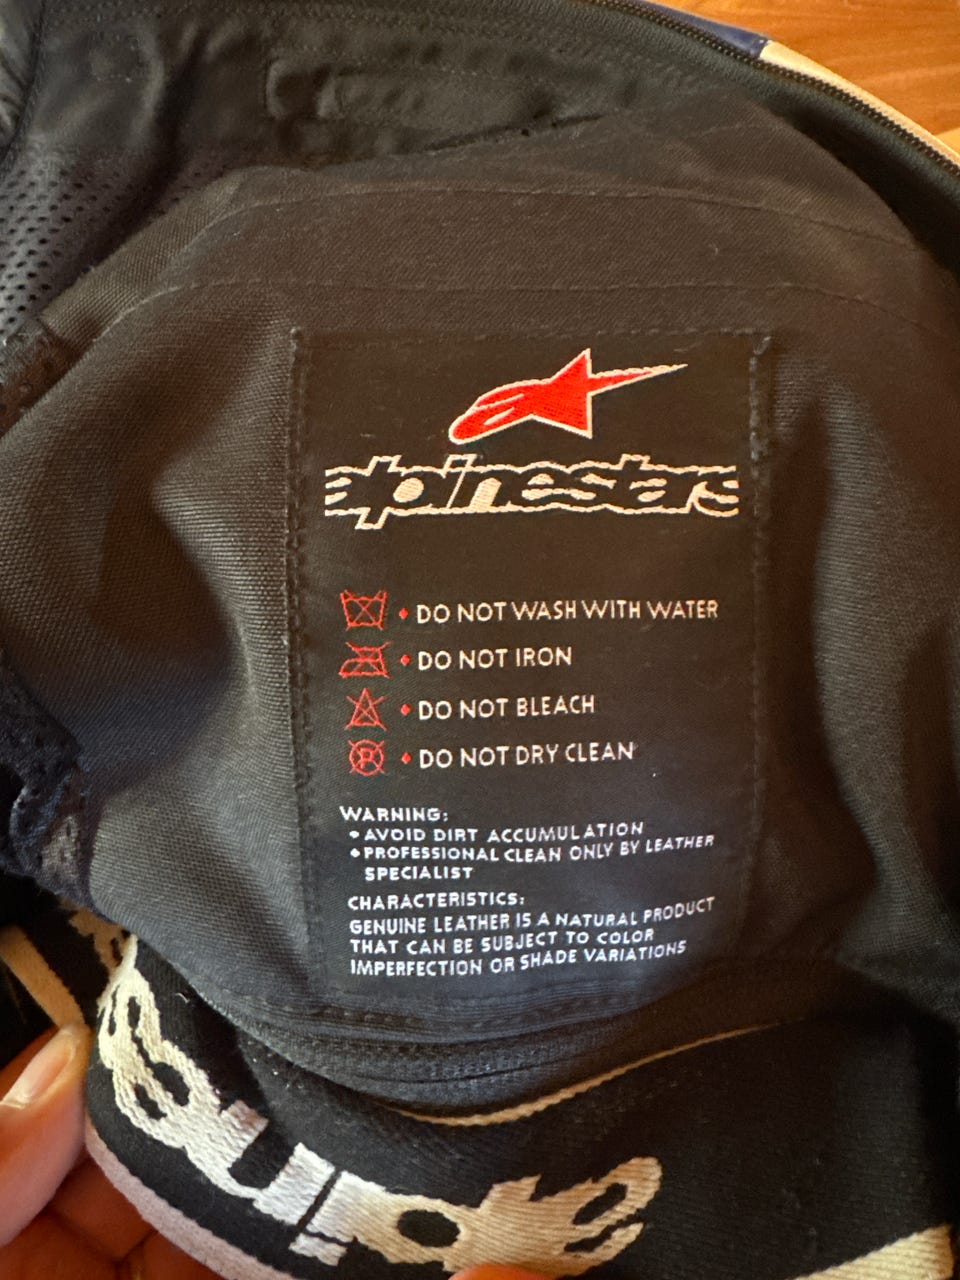 alpinestars
• DO NOT WASH WITH WATER
• DO NOT IRON
• DO NOT BLEACH
P • DO NOT DRY CLEAN
WARNING:
• AVOID DIRT ACCUMULATION
• PROFESSIONAL CLEAN ONLY BY LEATHER
SPECIALIST
CHARACTERISTICS:
GENUINE LEATHER IS A NATURAL PRODUCT
THAT CAN BE SUBJECT TO COLOR
IMPERFECTION OR SHADE VARIATIONS